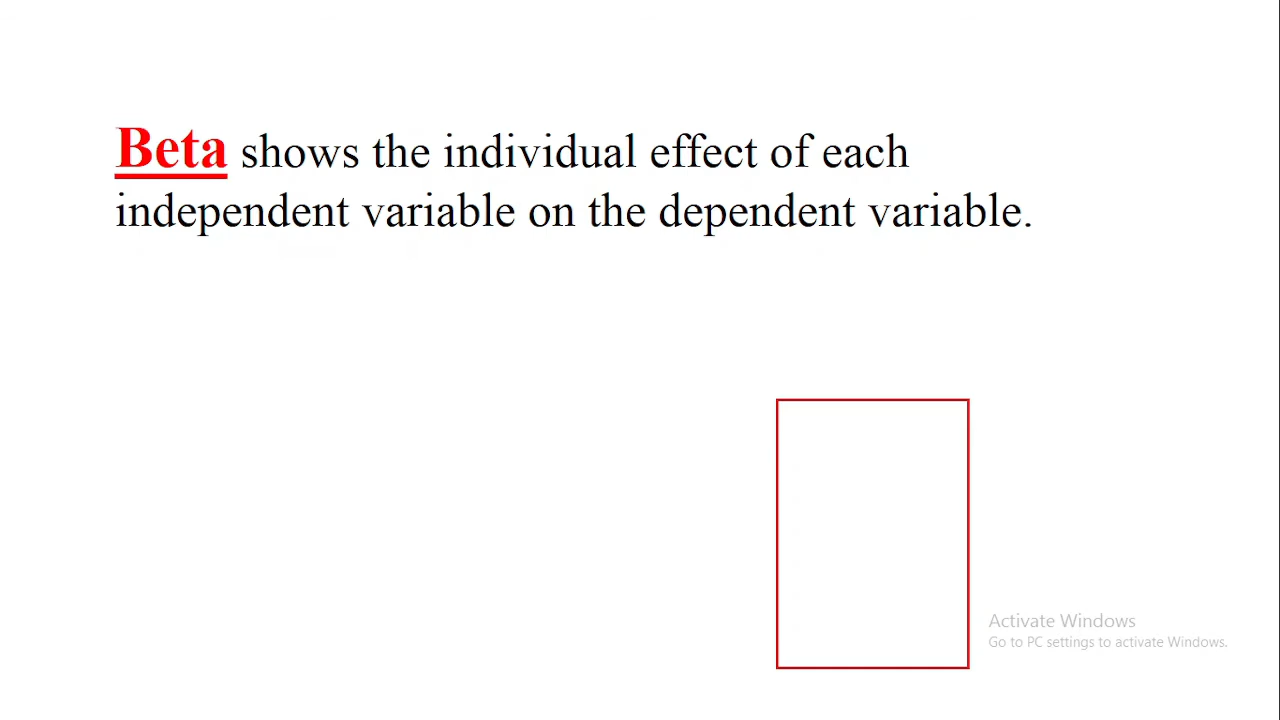 Beta shows the individual effect of each
independent variable on the dependent variable.
Activate Windows
Go to PC settings to activate Windows.